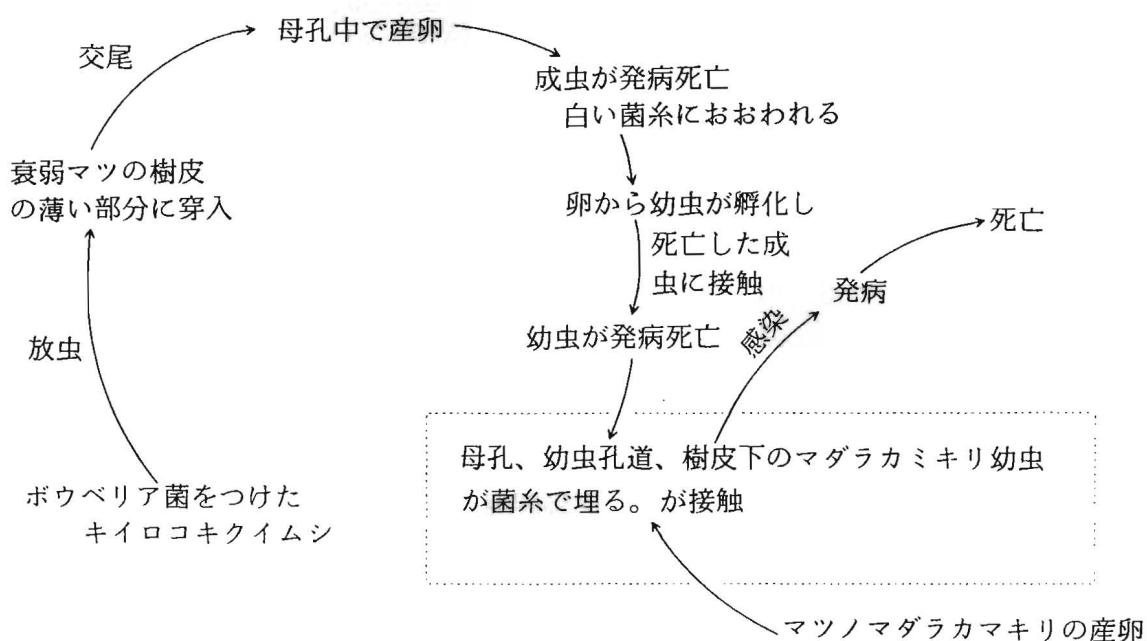 母孔中で産卵
交尾
成虫が発病死亡
白い菌糸におおわれる
衰弱マツの樹皮
の薄い部分に穿入
卵から幼虫が孵化し
死亡した成
虫に接触
死亡
発病
感染
幼虫が発病死亡
放虫
母孔、幼虫孔道、樹皮下のマダラカミキリ幼虫
が菌糸で埋る。が接触
ボウベリア菌をつけた
キイロコキクイムシ
マツノマダラカマキリの産卵